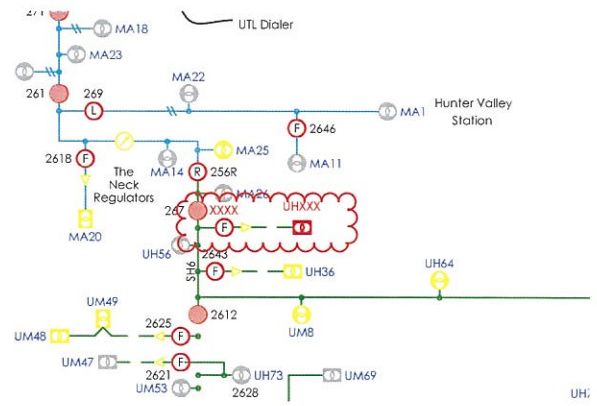 271
MA18
UTL Dialer
MA23
MA22
261
269
L
MA1
Hunter Valley
Station
F
2646
2618
F
MA14
MA25
MA11
The
Neck
Regulators
R
256R
MA26
MA20
267
XXXX
UHXXX
F
UH56
2643
SH6
F
UH36
UH64
UM49
2612
2625
UM48
F
UM8
UM47
F
2621
UH73
UM69
UM53
2628